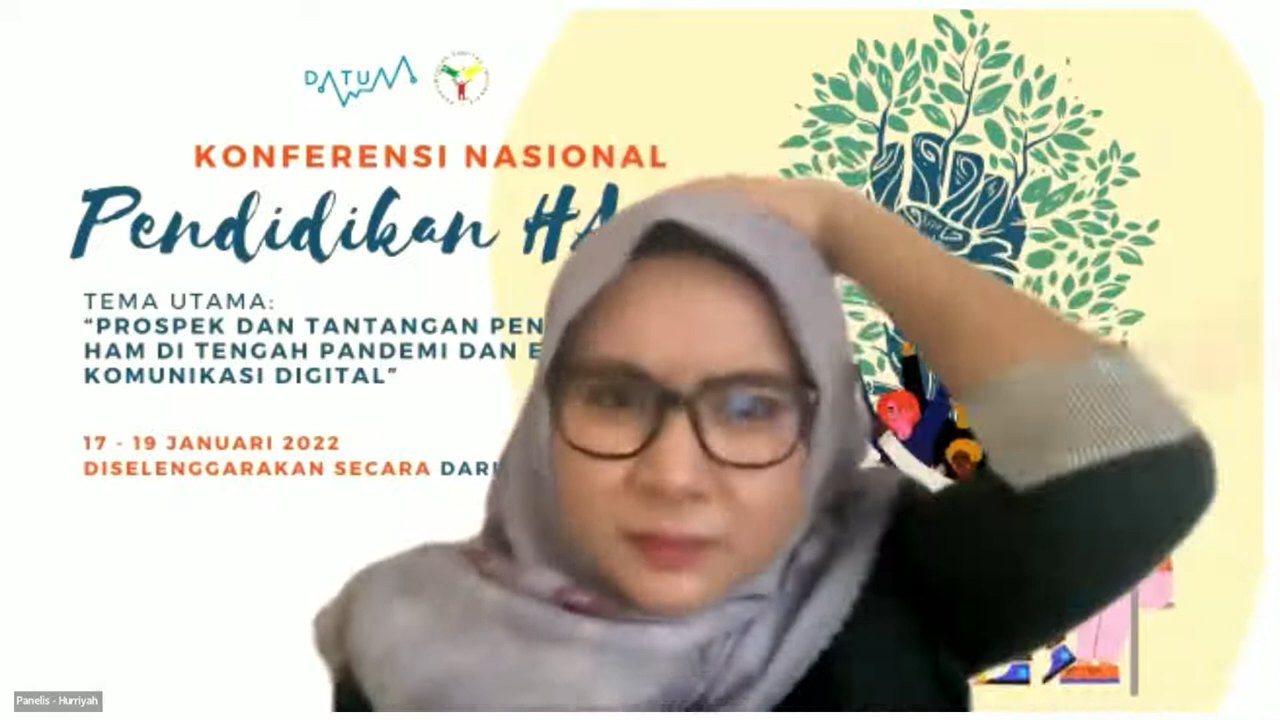 DATUM
KONFERENSI NASIONAL
Pendidikan HA
TEMA UTAMA:
“PROSPEK DAN TANTANGAN PEN
HAM DI TENGAH PANDEMI DAN E
KOMUNIKASI DIGITAL”
17 - 19 JANUARI 2022
DISELENGGARAKAN SECARA DARI
Panelis - Hurriyah